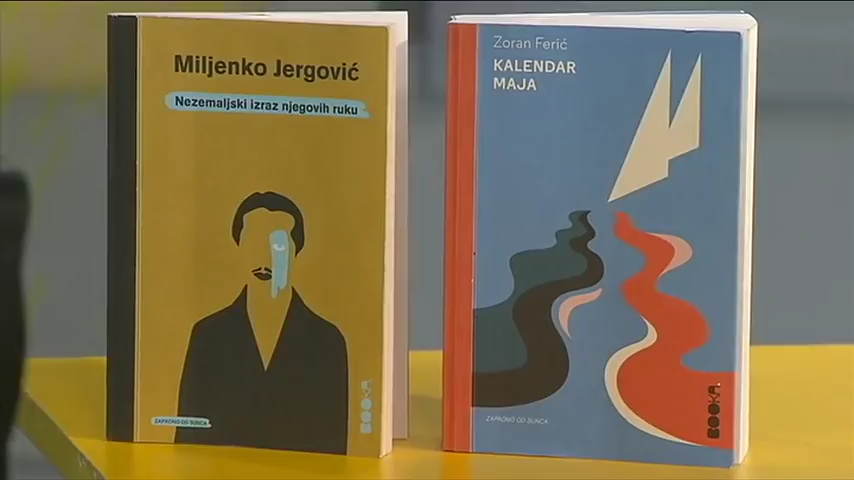 Miljenko Jergović
Nezemaljski izraz njegovih ruku
ZAPADNO OD SUNCA
BOOKA
Zoran Ferić
KALENDAR
MAJA
ZAPADNO OD SUNCA
BOOKA